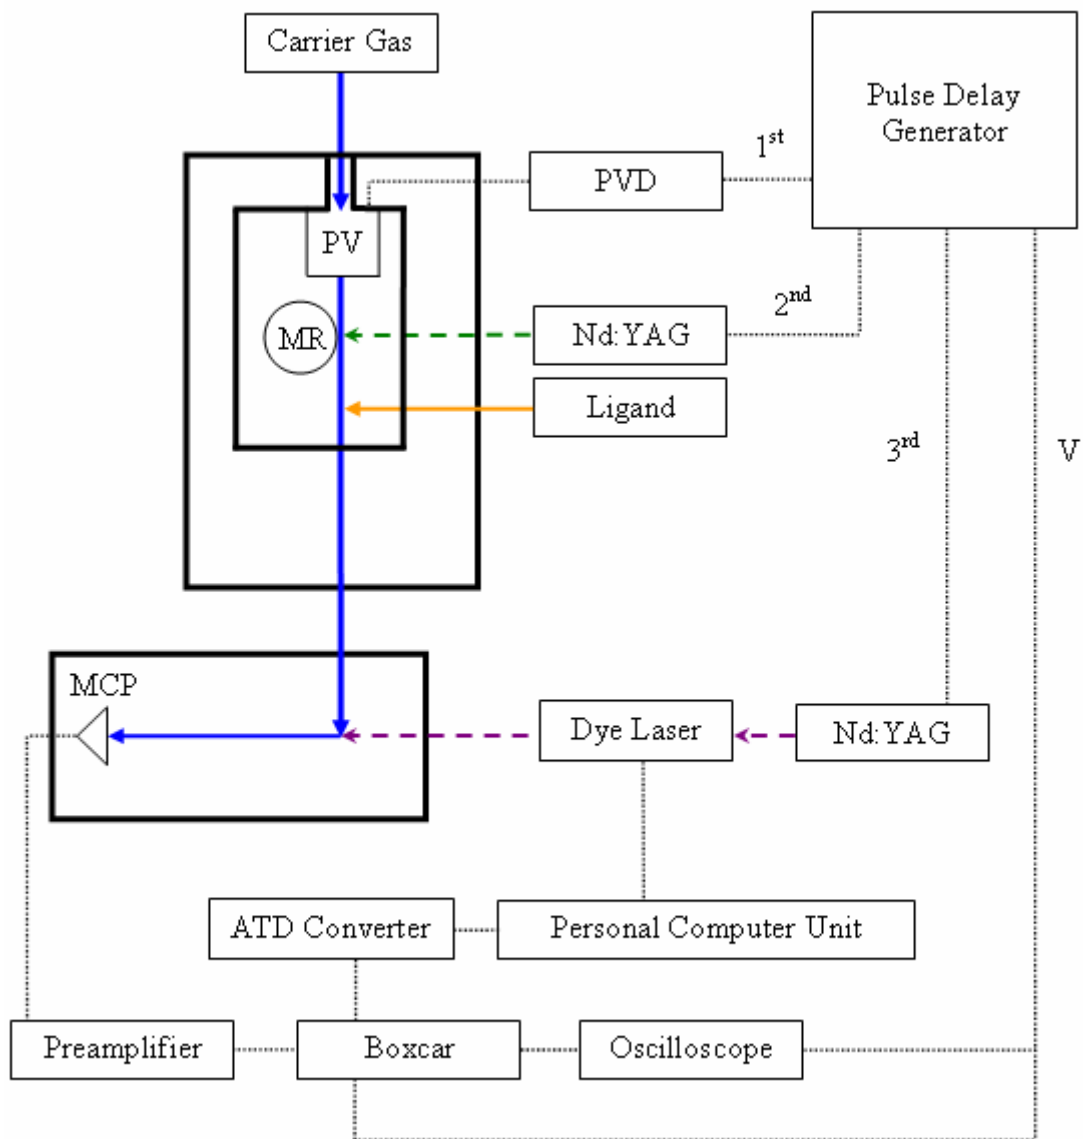 Carrier Gas
Pulse Delay
Generator
1st
PVD
PV
2nd
MR
Nd:YAG
Ligand
3rd
V
MCP
Dye Laser
Nd:YAG
ATD Converter
Personal Computer Unit
Preamplifier
Boxcar
Oscilloscope